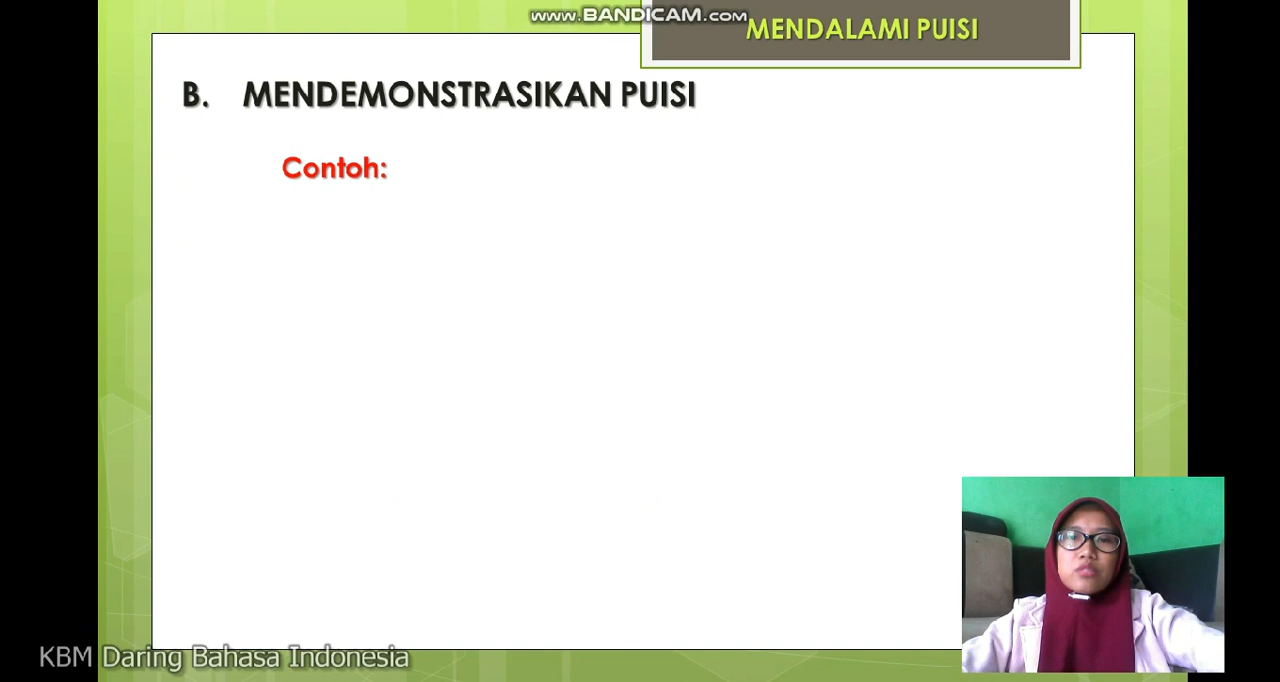 www.BANDICAM.com
MENDALAMI PUISI
B. MENDEMONSTRASIKAN PUISI
Contoh:
KBM Daring Bahasa Indonesia